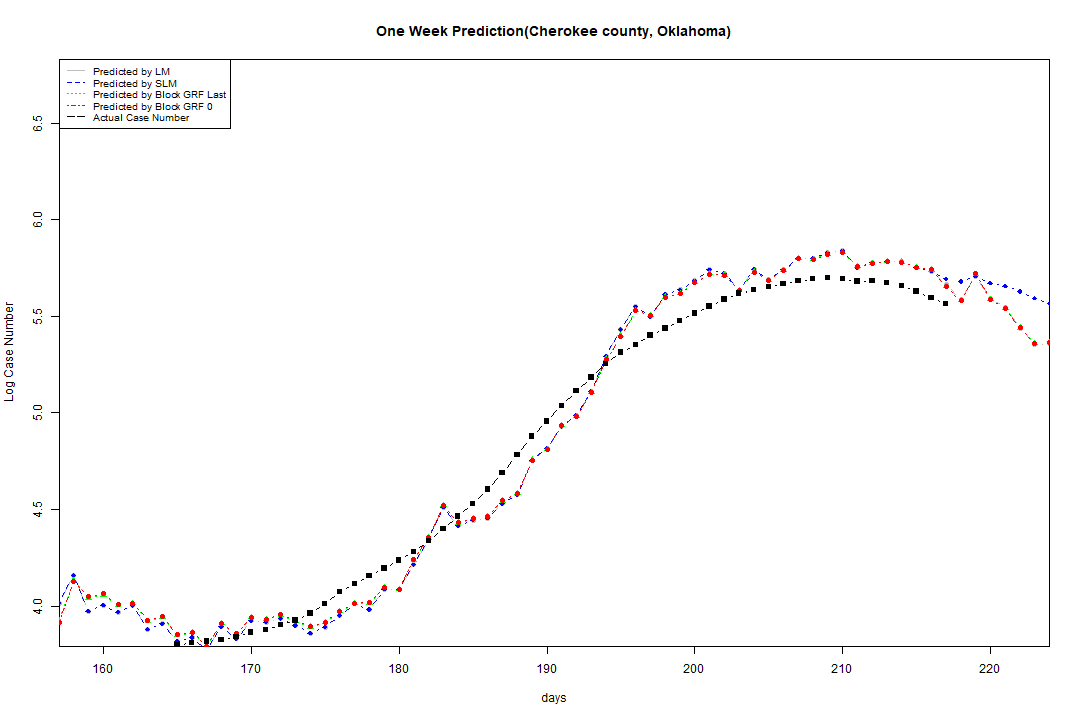 One Week Prediction(Cherokee county, Oklahoma)
Predicted by LM
Predicted by SLM
Predicted by Block GRF Last
Predicted by Block GRF 0
Actual Case Number
6.5
6.0
5.5
5.0
4.5
4.0
Log Case Number
160 170 180 190 200 210 220
days